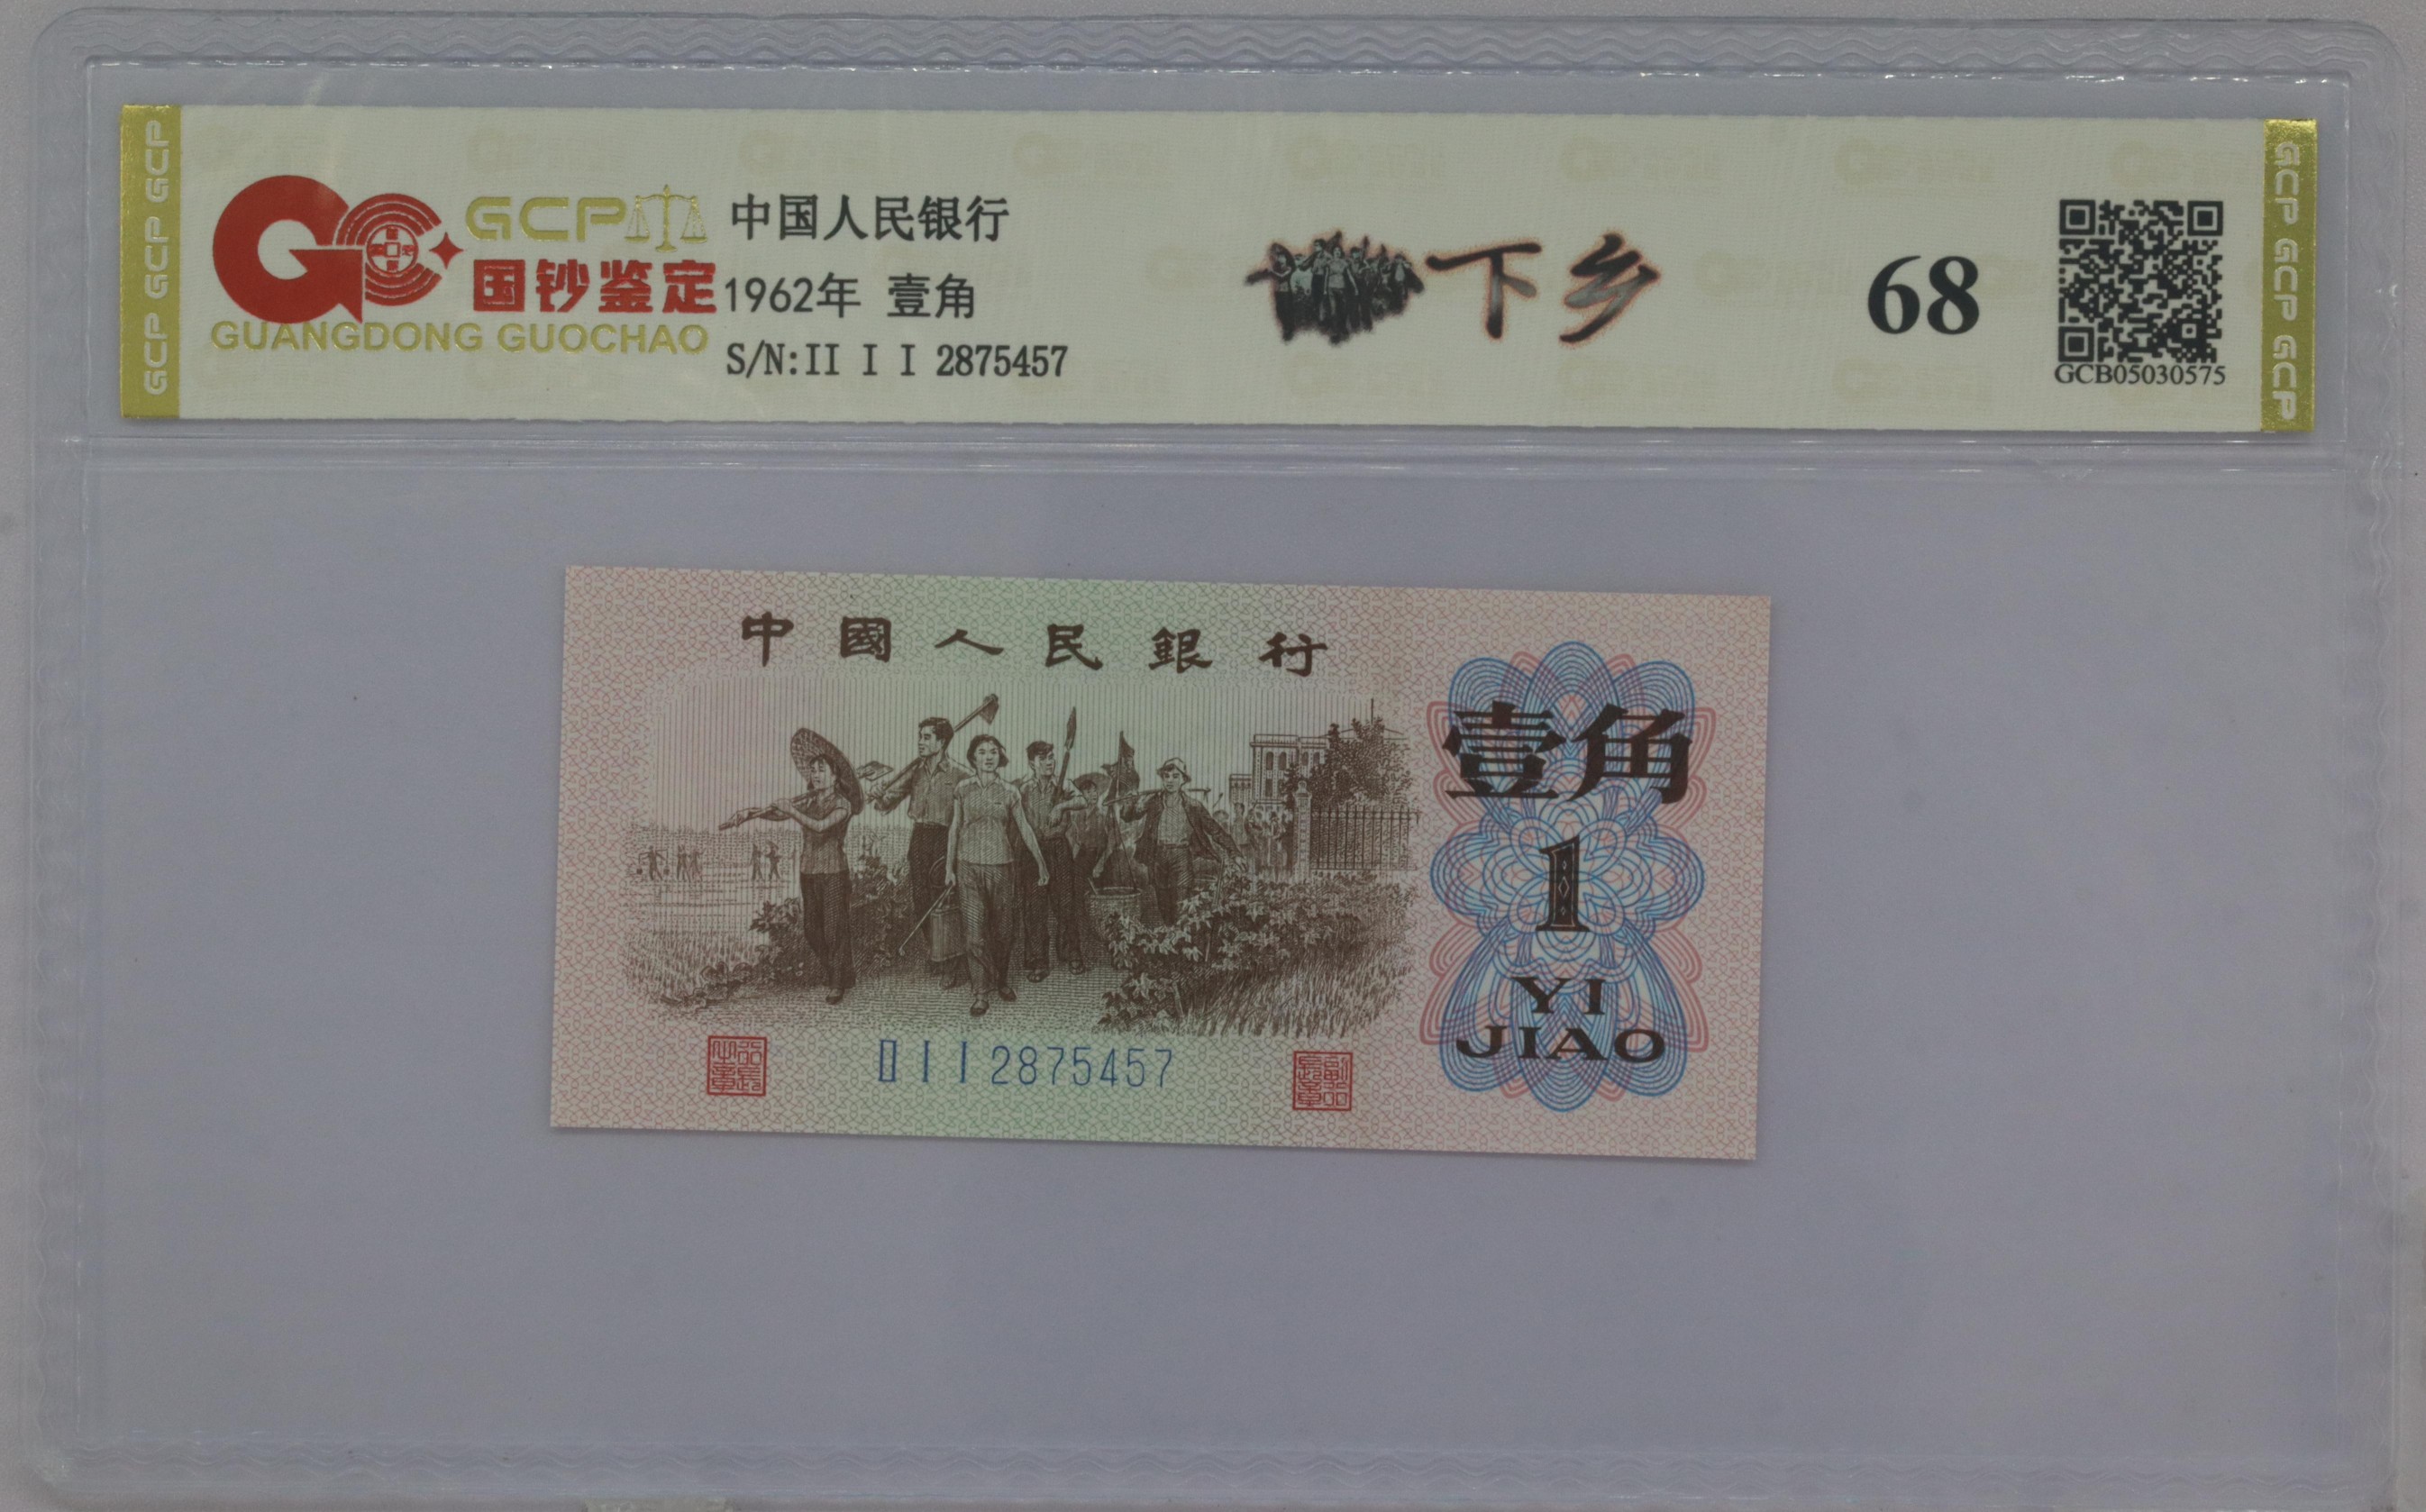 GCP GCP GCP
GCP
国钞鉴定
GUANGDONG GUOCHAO
中国人民银行
1962年 壹角
S/N:II I I 2875457
下乡
68
GCB05030575
GCP GCP GCP
中國人民銀行
壹角
1
YI
JIAO
II I I 2875457